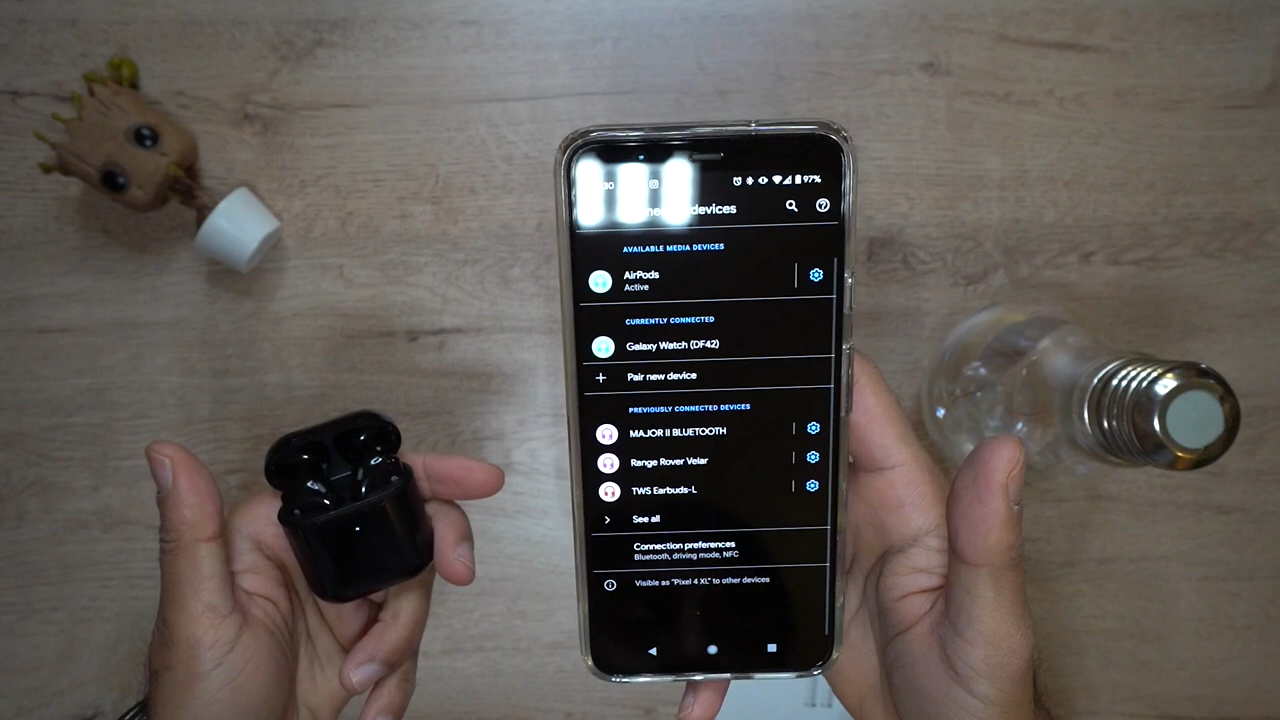 97%
devices
AVAILABLE MEDIA DEVICES
AirPods
Active
CURRENTLY CONNECTED
Galaxy Watch (DF42)
Pair new device
PREVIOUSLY CONNECTED DEVICES
MAJOR II BLUETOOTH
Range Rover Velar
TWS Earbuds-L
See all
Connection preferences
Bluetooth, driving mode, NFC
Visible as "Pixel 4 XL" to other devices